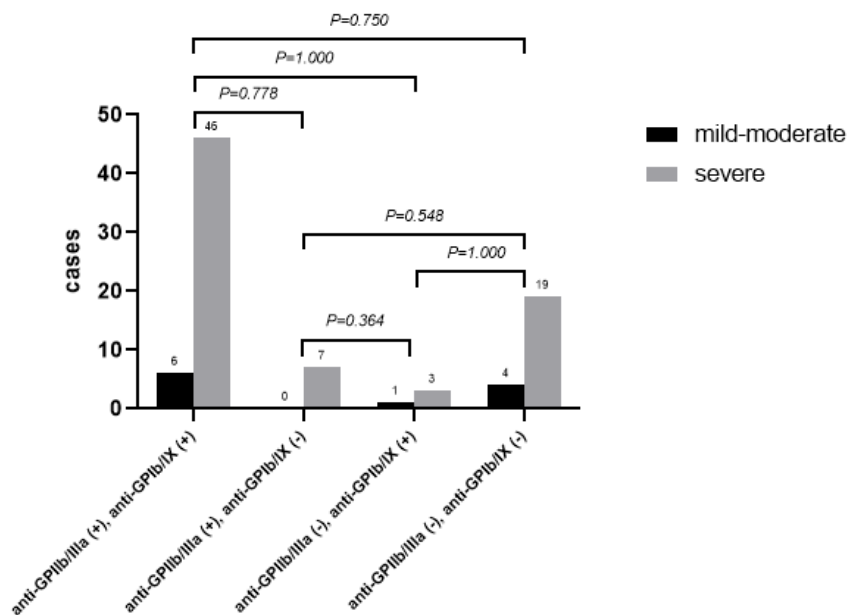 P=0.750
P=1.000
P=0.778
50
46
mild-moderate
40
severe
30
P=0.548
cases
P=1.000
20
19
P=0.364
10
6
7
0
1
3
4
0
anti-GPIIb/IIIa (+), anti-GPIb/IX (+)
anti-GPIIb/IIIa (+), anti-GPIb/IX (-)
anti-GPIIb/IIIa (-), anti-GPIb/IX (+)
anti-GPIIb/IIIa (-), anti-GPIb/IX (-)